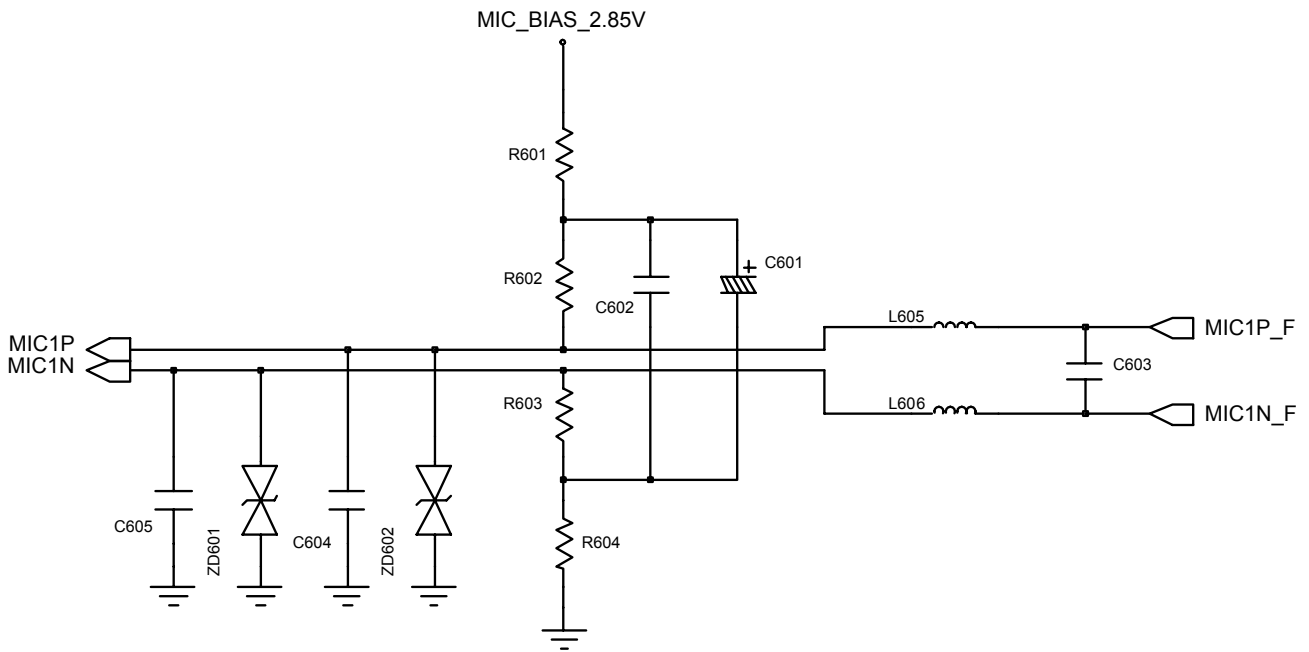 MIC_BIAS_2.85V
R601
R602
C602
+ C601
MIC1P
MIC1N
L605
MIC1P_F
C603
L606
MIC1N_F
R603
C605
ZD601
C604
ZD602
R604